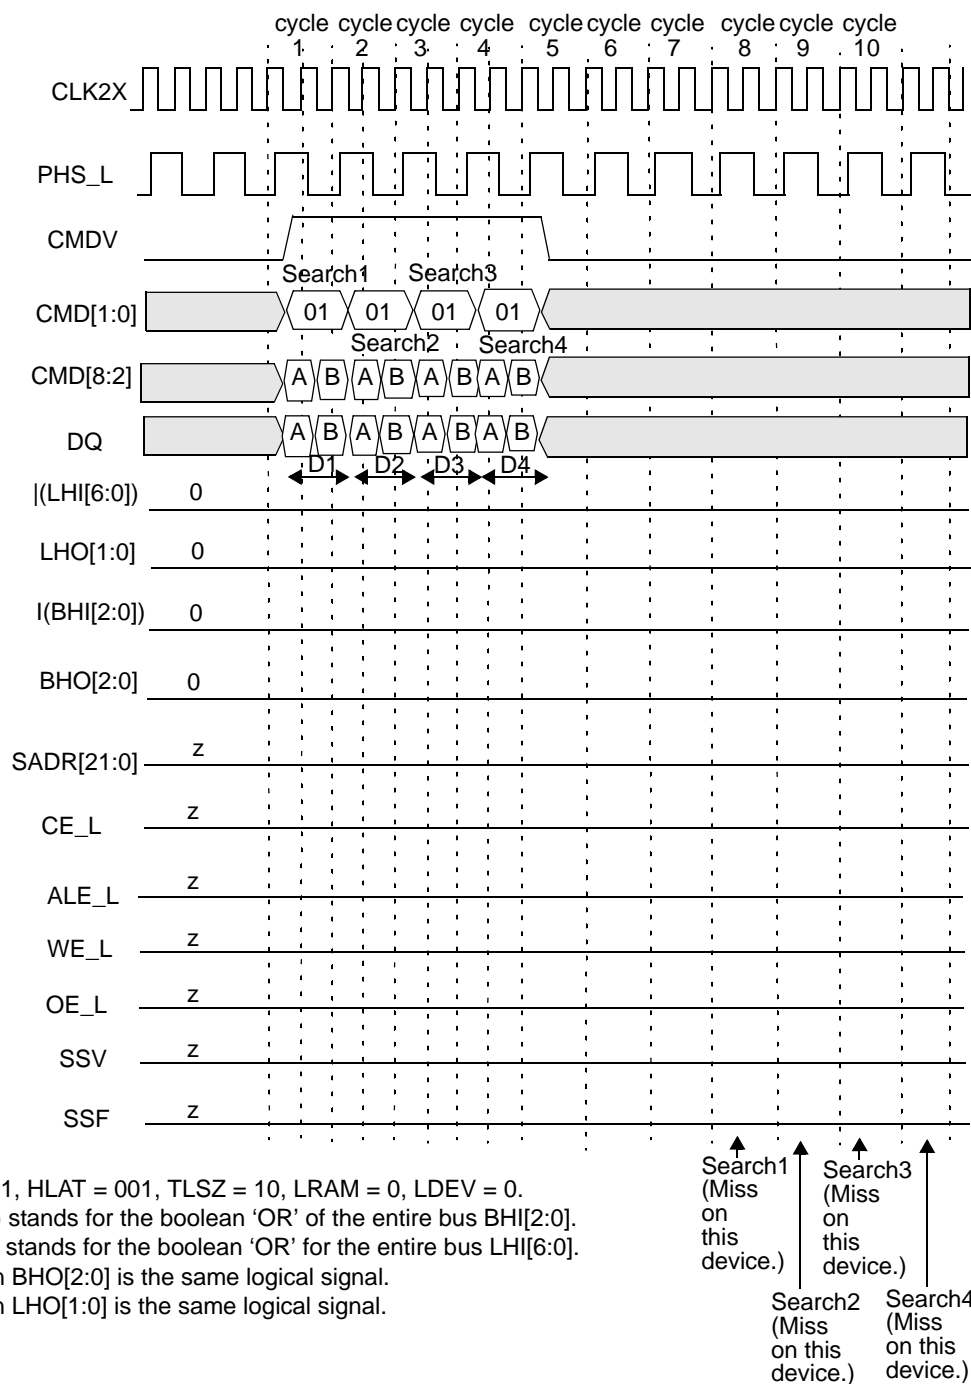 cycle cycle cycle cycle cycle cycle cycle cycle cycle cycle
1 2 3 4 5 6 7 8 9 10
CLK2X
PHS_L
CMDV
Search1 Search3
CMD[1:0] 01 01 01 01
Search2 Search4
CMD[8:2] A B A B A B A B
DQ A B A B A B A B
D1 D2 D3 D4
|(LHI[6:0]) 0
LHO[1:0] 0
I(BHI[2:0]) 0
BHO[2:0] 0
SADR[21:0] z
CE_L z
ALE_L z
WE_L z
OE_L z
SSV z
SSF z
Search1
(Miss
on
this
device.)
Search3
(Miss
on
this
device.)
Search2
(Miss
on this
device.)
Search4
(Miss
on this
device.)
1, HLAT = 001, TLSZ = 10, LRAM = 0, LDEV = 0.
) stands for the boolean ‘OR’ of the entire bus BHI[2:0].
stands for the boolean ‘OR’ for the entire bus LHI[6:0].
n BHO[2:0] is the same logical signal.
n LHO[1:0] is the same logical signal.